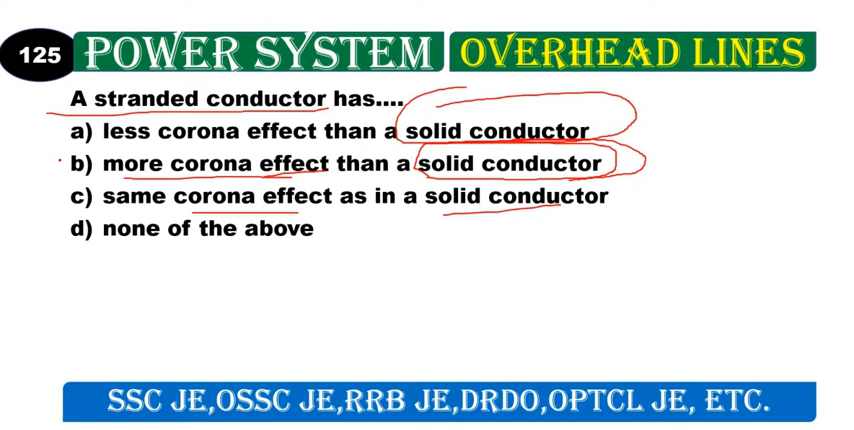 125 POWER SYSTEM OVERHEAD LINES
A stranded conductor has....
a) less corona effect than a solid conductor
b) more corona effect than a solid conductor
c) same corona effect as in a solid conductor
d) none of the above
SSC JE,OSSC JE,RRB JE,DRDO,OPTCL JE, ETC.